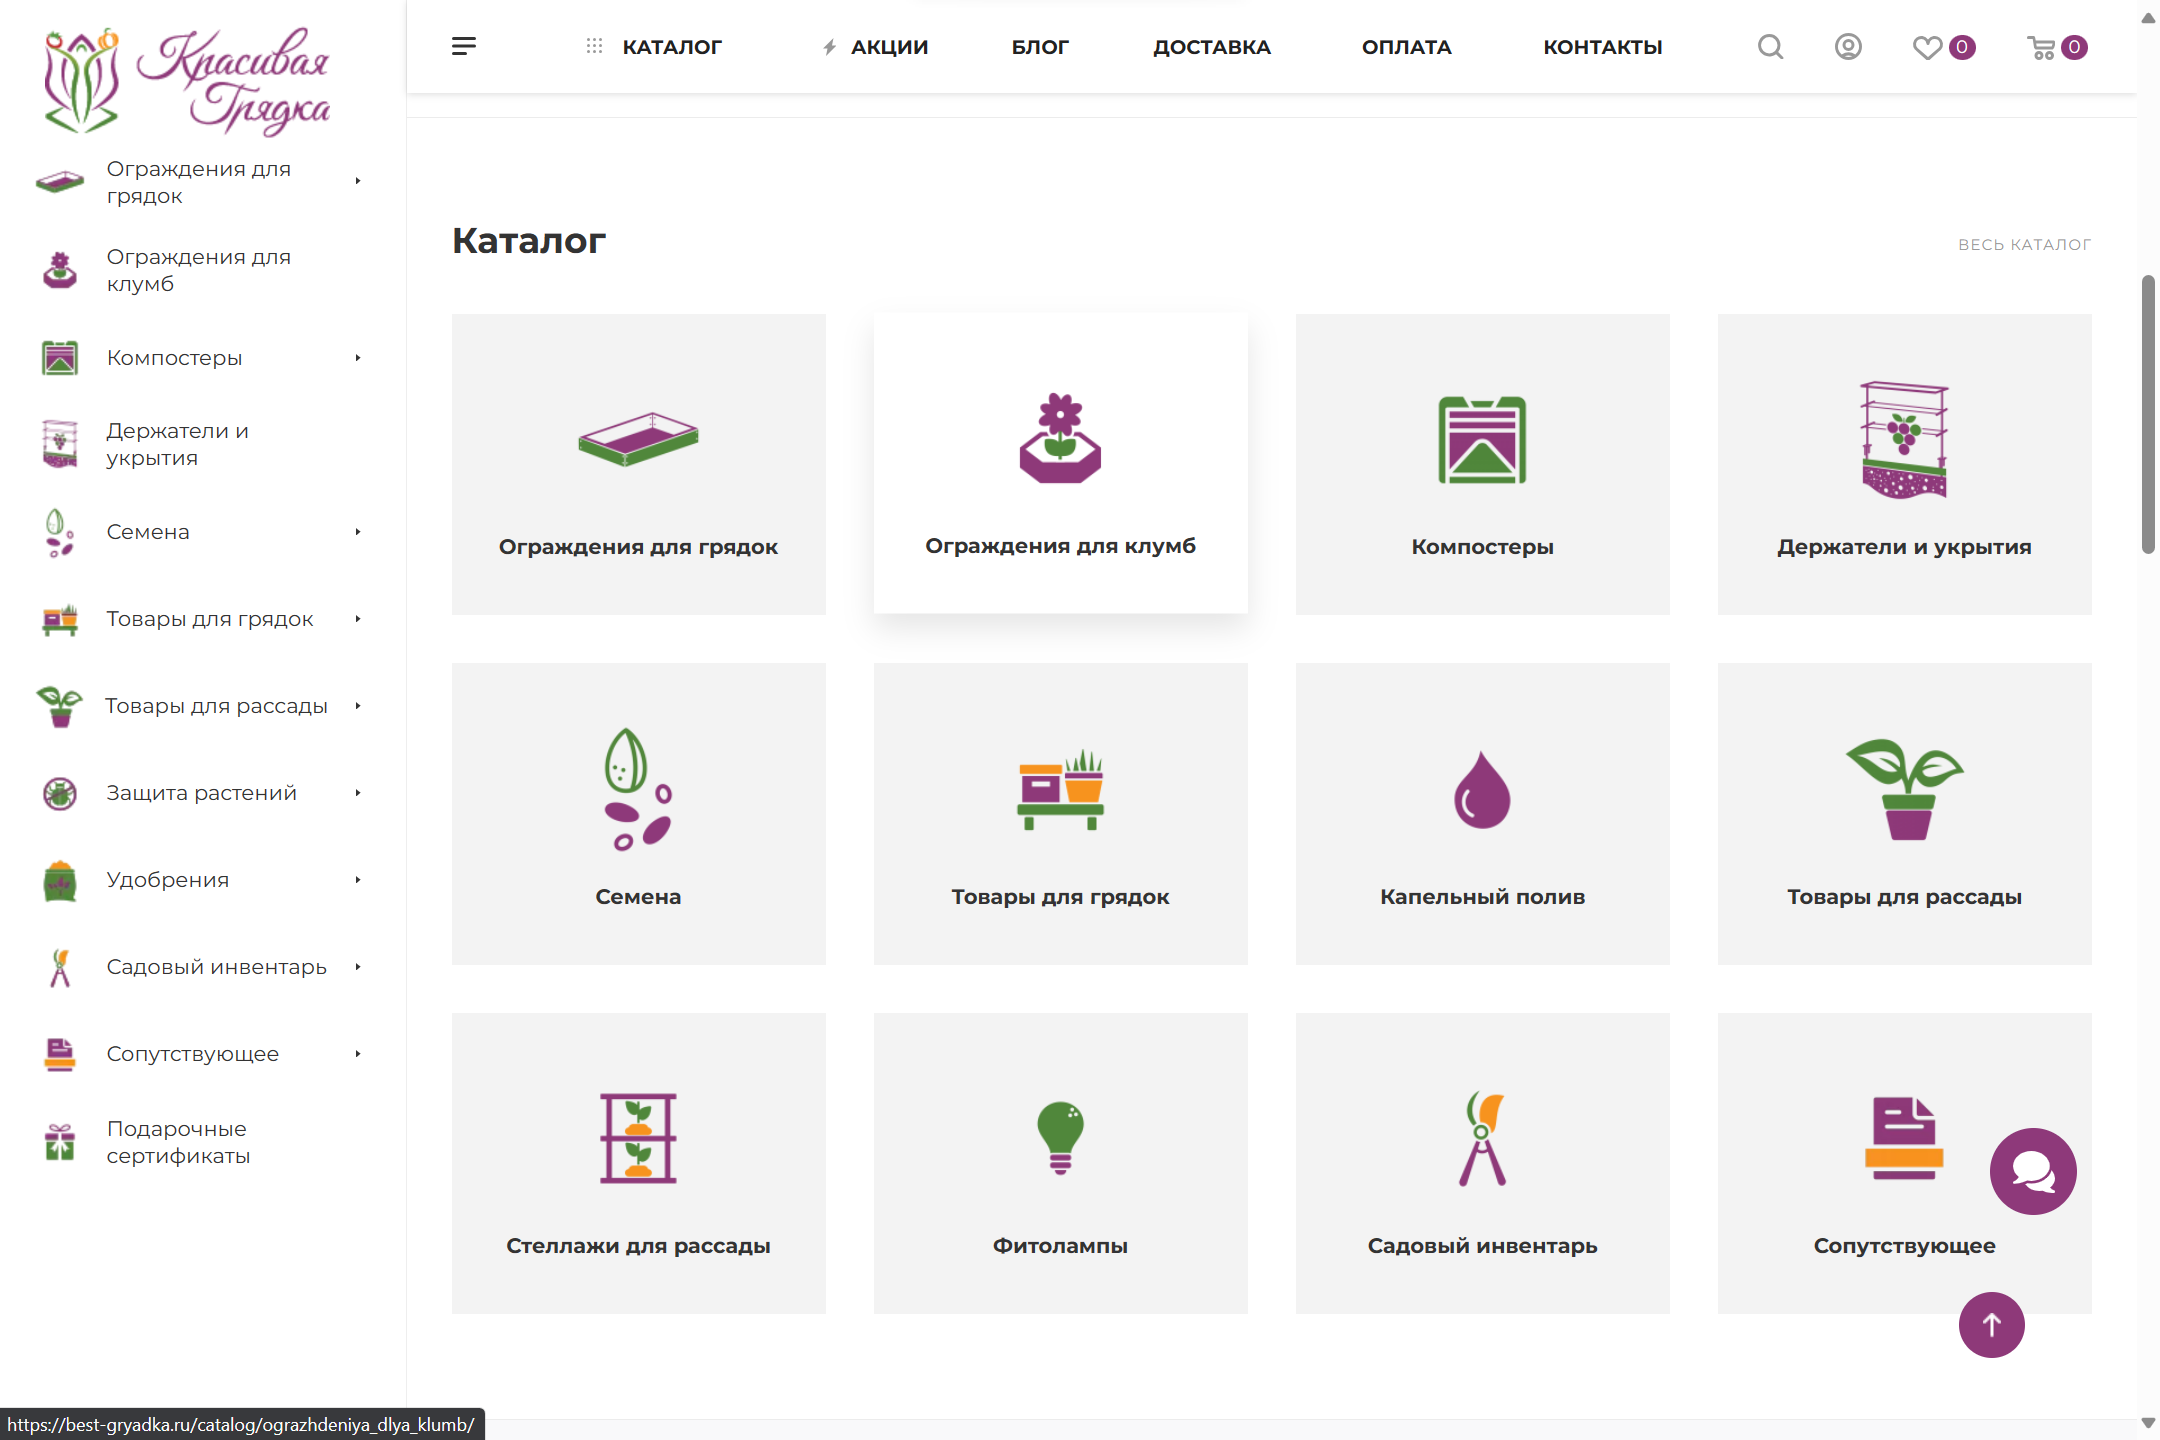 Красивая
Грядка
КАТАЛОГ
АКЦИИ
БЛОГ
ДОСТАВКА
ОПЛАТА
КОНТАКТЫ
0
0
Ограждения для
грядок
Ограждения для
клумб
Компостеры
Держатели и
укрытия
Семена
Товары для грядок
Товары для рассады
Защита растений
Удобрения
Садовый инвентарь
Сопутствующее
Подарочные
сертификаты
Каталог
ВЕСЬ КАТАЛОГ
Ограждения для грядок
Ограждения для клумб
Компостеры
Держатели и укрытия
Семена
Товары для грядок
Капельный полив
Товары для рассады
Стеллажи для рассады
Фитолампы
Садовый инвентарь
Сопутствующее
https://best-gryadka.ru/catalog/ograzhdeniya_dlya_klumb/